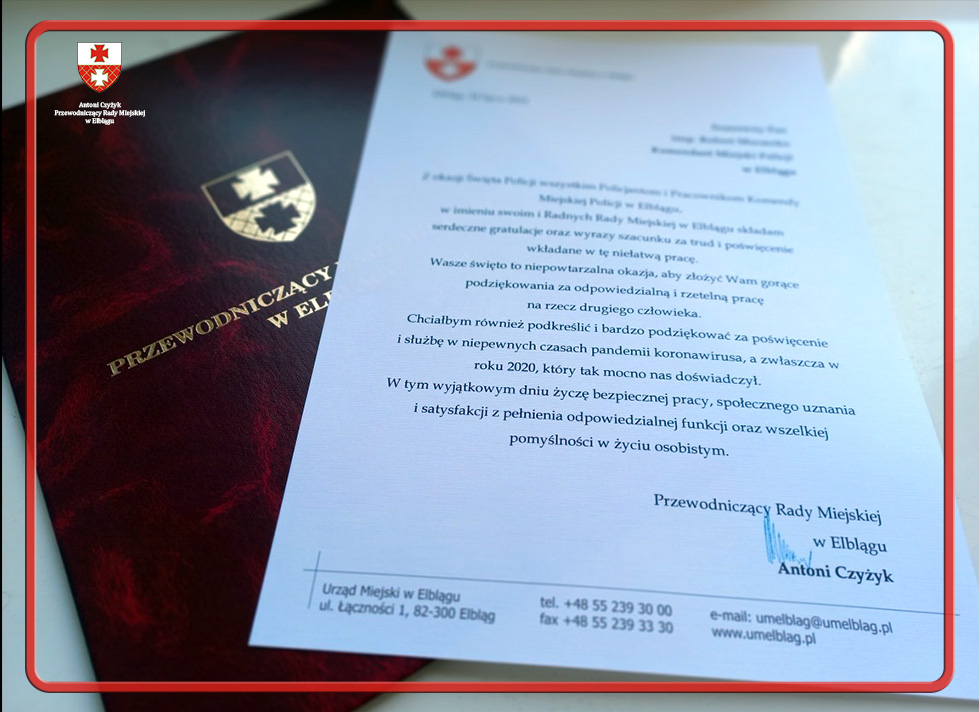 Antoni Czyżyk
Przewodniczący Rady Miejskiej
w Elblągu
PRZEWODNICZĄCY
W EL
Szanowny Pan
insp. Robert
Komendant Miejski Policji
w Elblągu
Z okazji Święta Policji wszystkim Policjantom i Pracownikom Komendy
Miejskiej Policji w Elblągu,
w imieniu swoim i Radnych Rady Miejskiej w Elblągu składam
serdeczne gratulacje oraz wyrazy szacunku za trud i poświęcenie
wkładane w tę niełatwą pracę.
Wasze święto to niepowtarzalna okazja, aby złożyć Wam gorące
podziękowania za odpowiedzialną i rzetelną pracę
na rzecz drugiego człowieka.
Chciałbym również podkreślić i bardzo podziękować za poświęcenie
i służbę w niepewnych czasach pandemii koronawirusa, a zwłaszcza w
roku 2020, który tak mocno nas doświadczył.
W tym wyjątkowym dniu życzę bezpiecznej pracy, społecznego uznania
i satysfakcji z pełnienia odpowiedzialnej funkcji oraz wszelkiej
pomyślności w życiu osobistym.
Przewodniczący Rady Miejskiej
w Elblągu
Antoni Czyżyk
Urząd Miejski w Elblągu
ul. Łączności 1, 82-300 Elbląg
tel. +48 55 239 30 00
fax +48 55 239 33 30
e-mail: umelblag@umelblag.pl
www.umelblag.pl